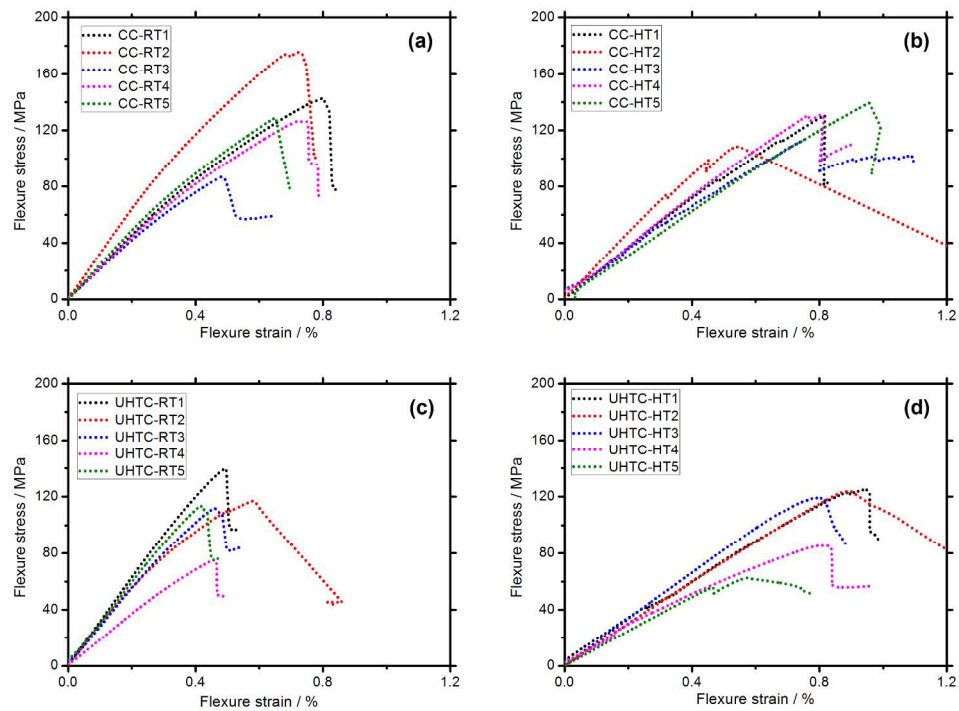 200
160
120
80
40
0
Flexure stress / MPa
CC-RT1
CC-RT2
CC-RT3
CC-RT4
CC-RT5
(a)
0.0 0.4 0.8 1.2
Flexure strain / %
200
160
120
80
40
0
Flexure stress / MPa
CC-HT1
CC-HT2
CC-HT3
CC-HT4
CC-HT5
(b)
0.0 0.4 0.8 1.2
Flexure strain / %
200
160
120
80
40
0
Flexure stress / MPa
UHTC-RT1
UHTC-RT2
UHTC-RT3
UHTC-RT4
UHTC-RT5
(c)
0.0 0.4 0.8 1.2
Flexure strain / %
200
160
120
80
40
0
Flexure stress / MPa
UHTC-HT1
UHTC-HT2
UHTC-HT3
UHTC-HT4
UHTC-HT5
(d)
0.0 0.4 0.8 1.2
Flexure strain / %